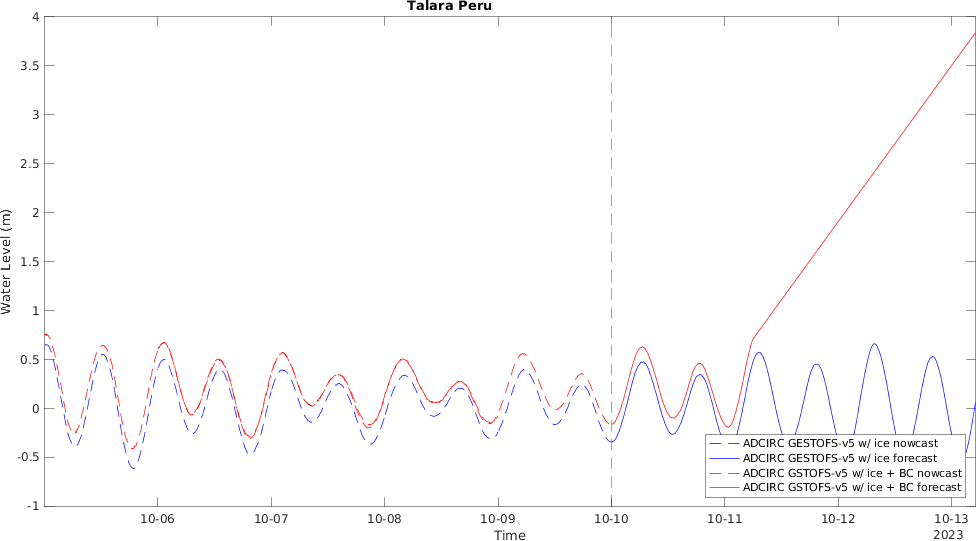 Talara Peru
4
3.5
3
2.5
2
1.5
1
0.5
0
-0.5
-1
Water Level (m)
ADCIRC GESTOFS-v5 w/ ice nowcast
ADCIRC GESTOFS-v5 w/ ice forecast
ADCIRC GSTOFS-v5 w/ ice + BC nowcast
ADCIRC GSTOFS-v5 w/ ice + BC forecast
10-06 10-07 10-08 10-09 10-10 10-11 10-12 10-13
Time 2023